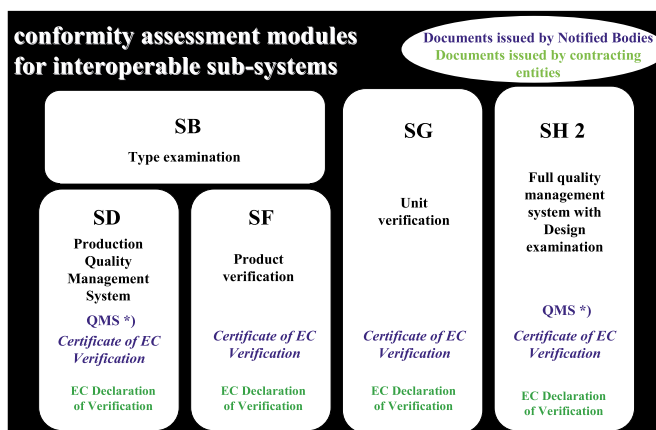 conformity assessment modules
for interoperable sub-systems
Documents issued by Notified Bodies
Documents issued by contracting
entities
SB
Type examination
SD
Production
Quality
Management
System
QMS *)
Certificate of EC
Verification
EC Declaration
of Verification
SF
Product
verification
Certificate of EC
Verification
EC Declaration
of Verification
SG
Unit
verification
Certificate of EC
Verification
EC Declaration
of Verification
SH 2
Full quality
management
system with
Design
examination
QMS *)
Certificate of EC
Verification
EC Declaration
of Verification